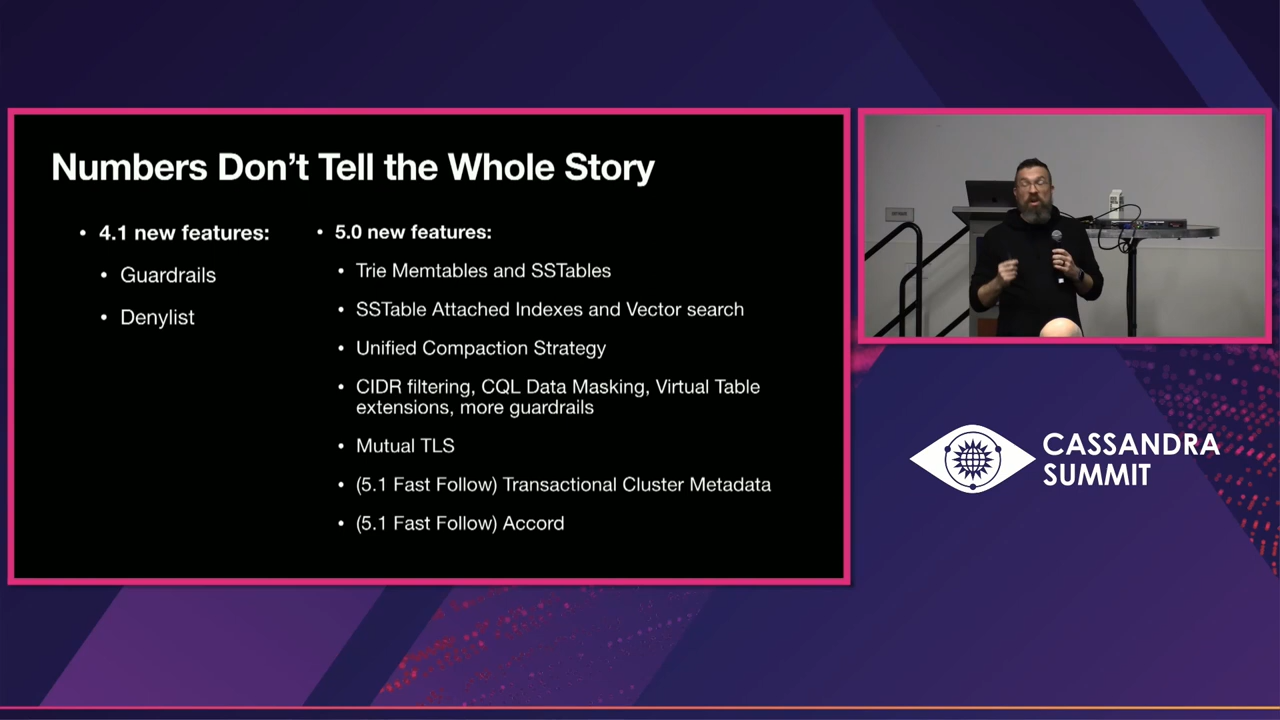 Numbers Don't Tell the Whole Story
• 4.1 new features:
• Guardrails
• Denylist
• 5.0 new features:
• Trie Memtables and SSTables
• SSTable Attached Indexes and Vector search
• Unified Compaction Strategy
• CIDR filtering, CQL Data Masking, Virtual Table
extensions, more guardrails
• Mutual TLS
• (5.1 Fast Follow) Transactional Cluster Metadata
• (5.1 Fast Follow) Accord
CASSANDRA
SUMMIT